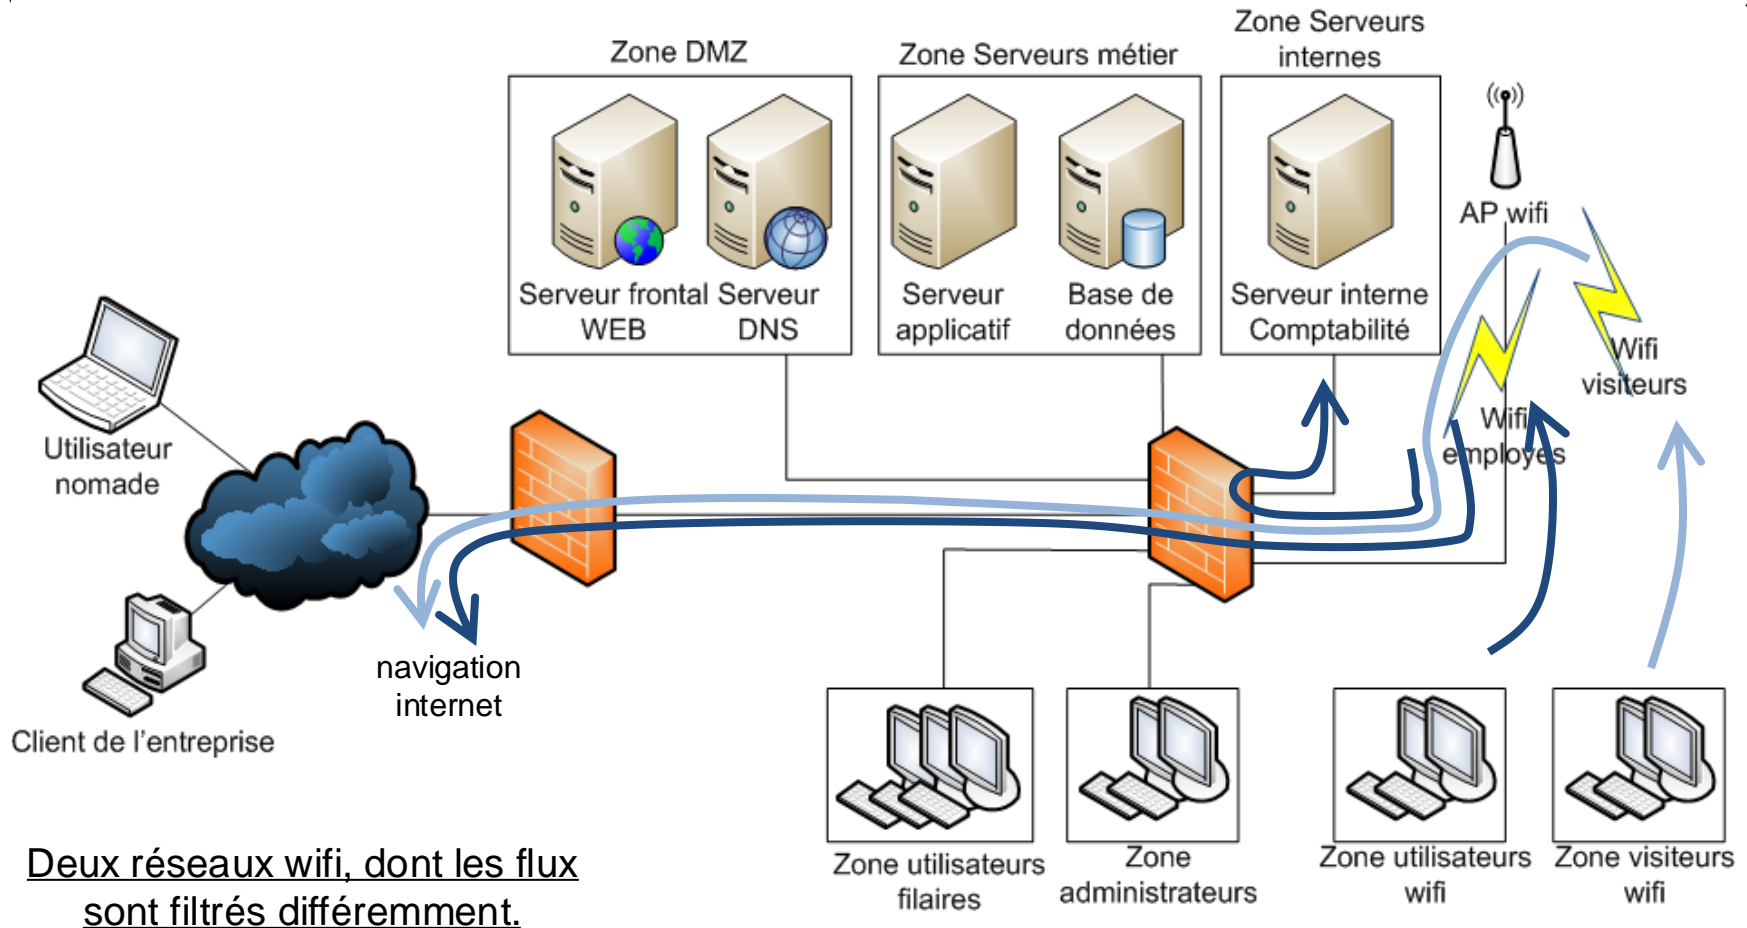 Zone DMZ
Zone Serveurs métier
Zone Serveurs
internes
Serveur frontal
WEB
Serveur
DNS
Serveur
applicatif
Base de
données
Serveur interne
Comptabilité
AP wifi
Wifi
visiteurs
Wifi
employés
Utilisateur
nomade
Client de l'entreprise
navigation
internet
Zone utilisateurs
filaires
Zone
administrateurs
Zone utilisateurs
wifi
Zone visiteurs
wifi
Deux réseaux wifi, dont les flux
sont filtrés différemment.